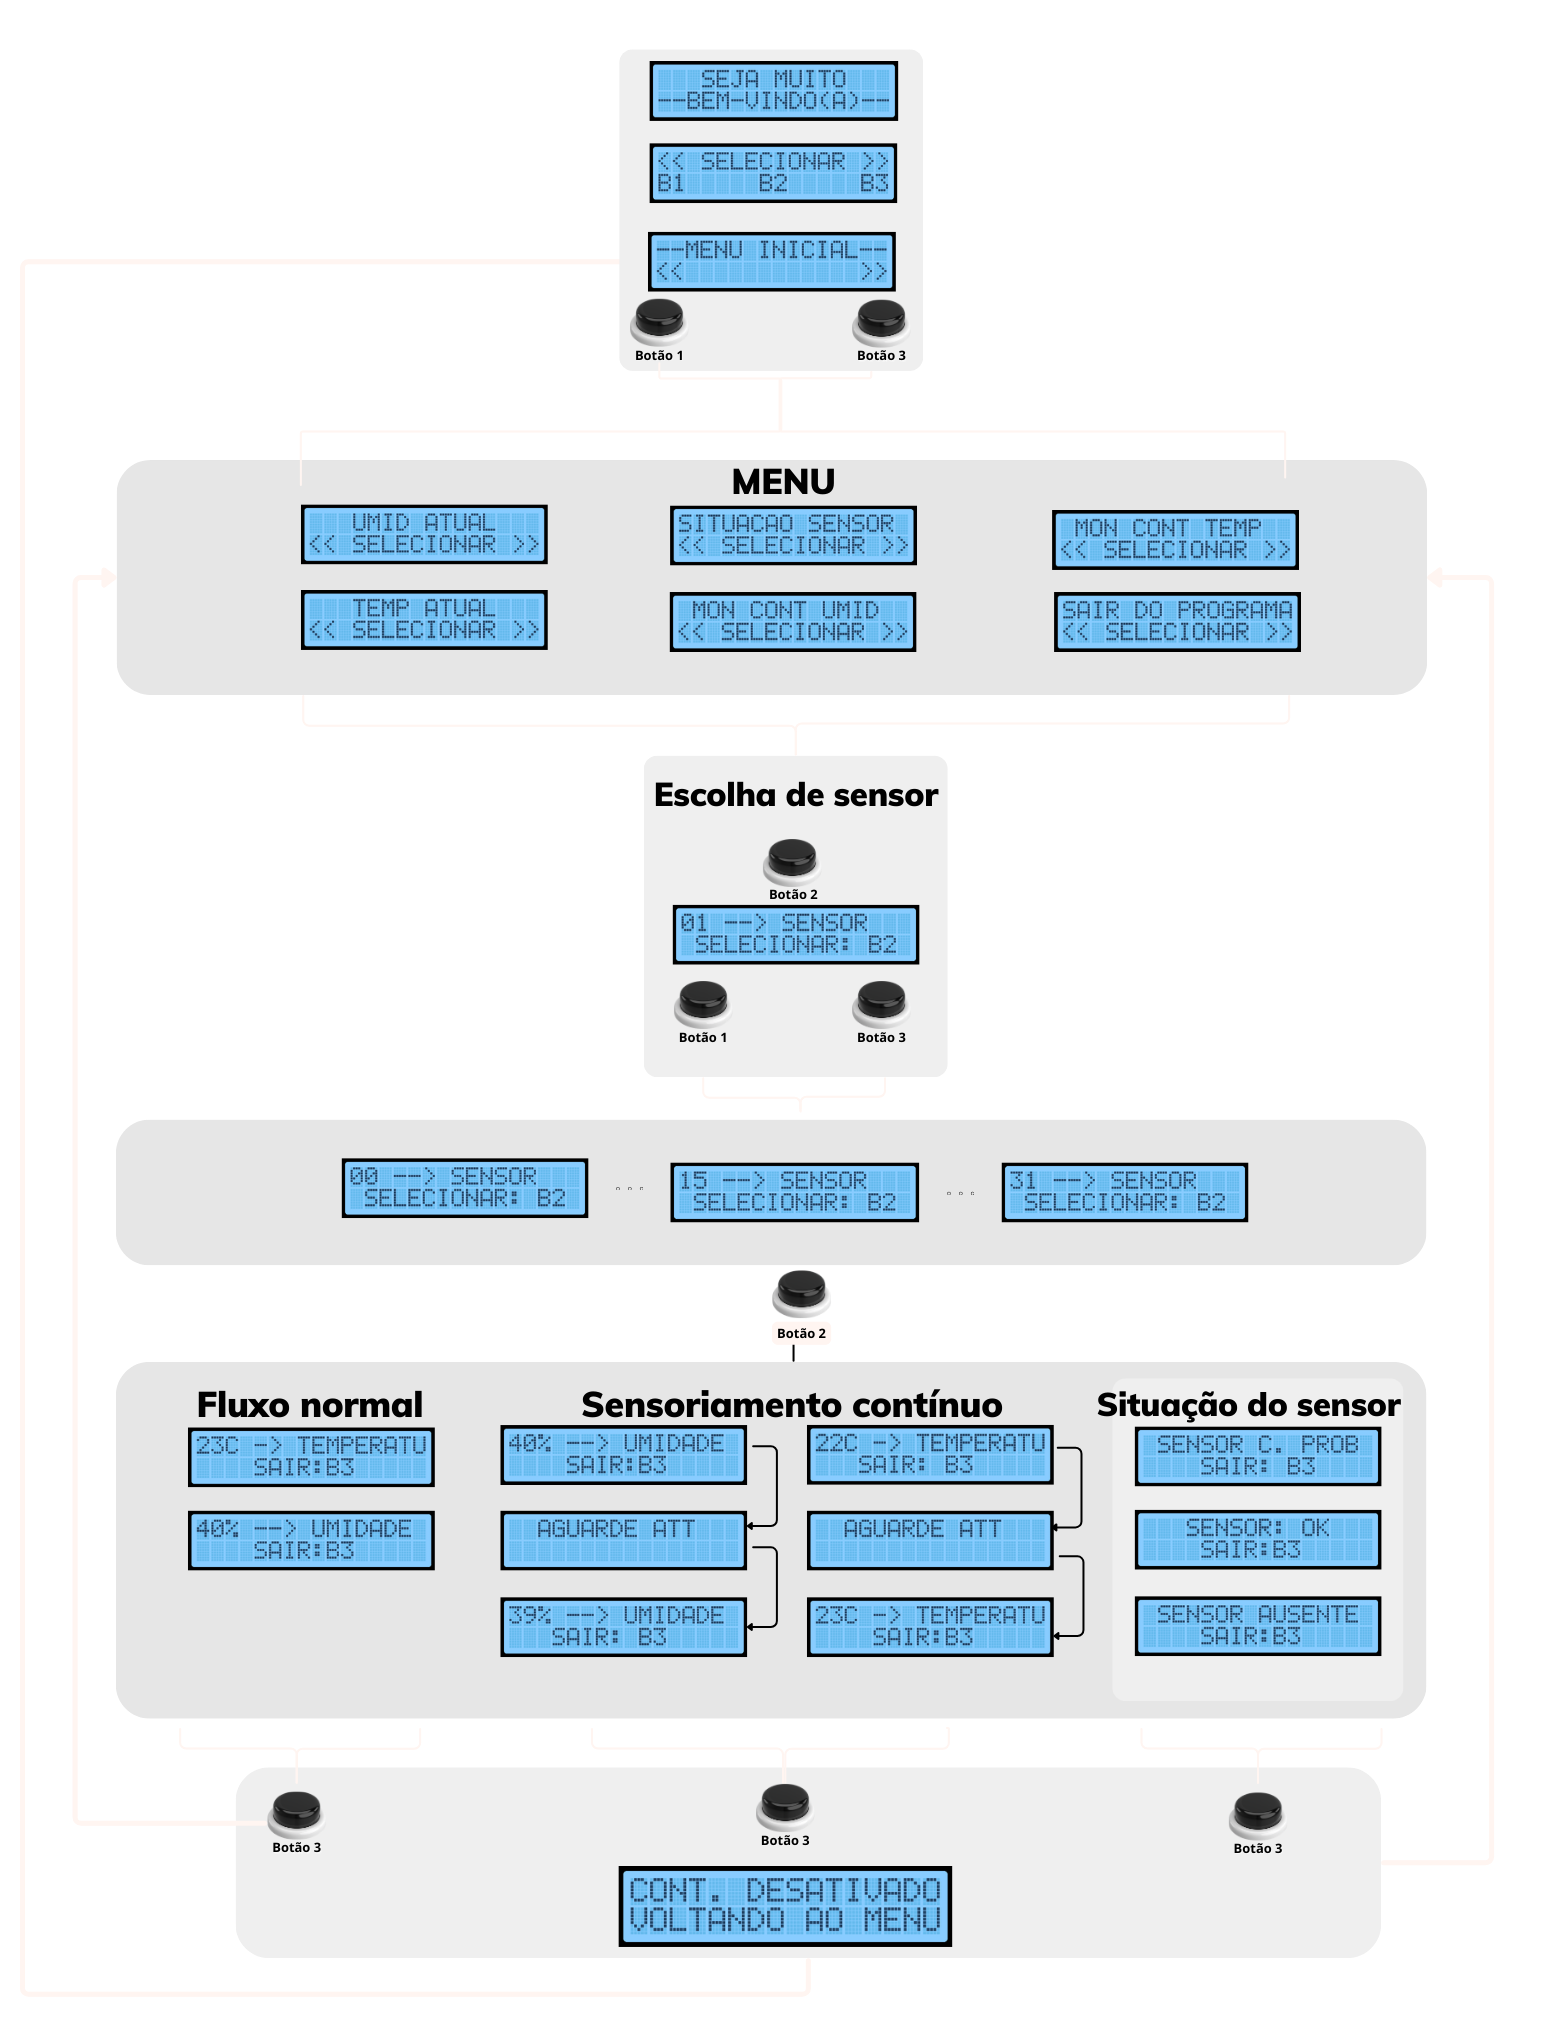 SEJA MUITO
--BEM-VINDO(A)--
<< SELECIONAR >>
B1 B2 B3
--MENU INICIAL--
<< >>
Botão 1 Botão 3
MENU
UMID ATUAL
<< SELECIONAR >>
SITUACAO SENSOR
<< SELECIONAR >>
MON CONT TEMP
<< SELECIONAR >>
TEMP ATUAL
<< SELECIONAR >>
MON CONT UMID
<< SELECIONAR >>
SAIR DO PROGRAMA
<< SELECIONAR >>
Escolha de sensor
Botão 2
01 --> SENSOR
SELECIONAR: B2
Botão 1 Botão 3
00 --> SENSOR
SELECIONAR: B2
...
15 --> SENSOR
SELECIONAR: B2
...
31 --> SENSOR
SELECIONAR: B2
Botão 2
Fluxo normal
23C -> TEMPERATU
SAIR:B3
40% --> UMIDADE
SAIR:B3
Sensoriamento contínuo
40% --> UMIDADE
SAIR:B3
AGUARDE ATT
39% --> UMIDADE
SAIR: B3
22C -> TEMPERATU
SAIR: B3
AGUARDE ATT
23C -> TEMPERATU
SAIR:B3
Situação do sensor
SENSOR C. PROB
SAIR: B3
SENSOR: OK
SAIR:B3
SENSOR AUSENTE
SAIR:B3
Botão 3
Botão 3
Botão 3
CONT. DESATIVADO
VOLTANDO AO MENU